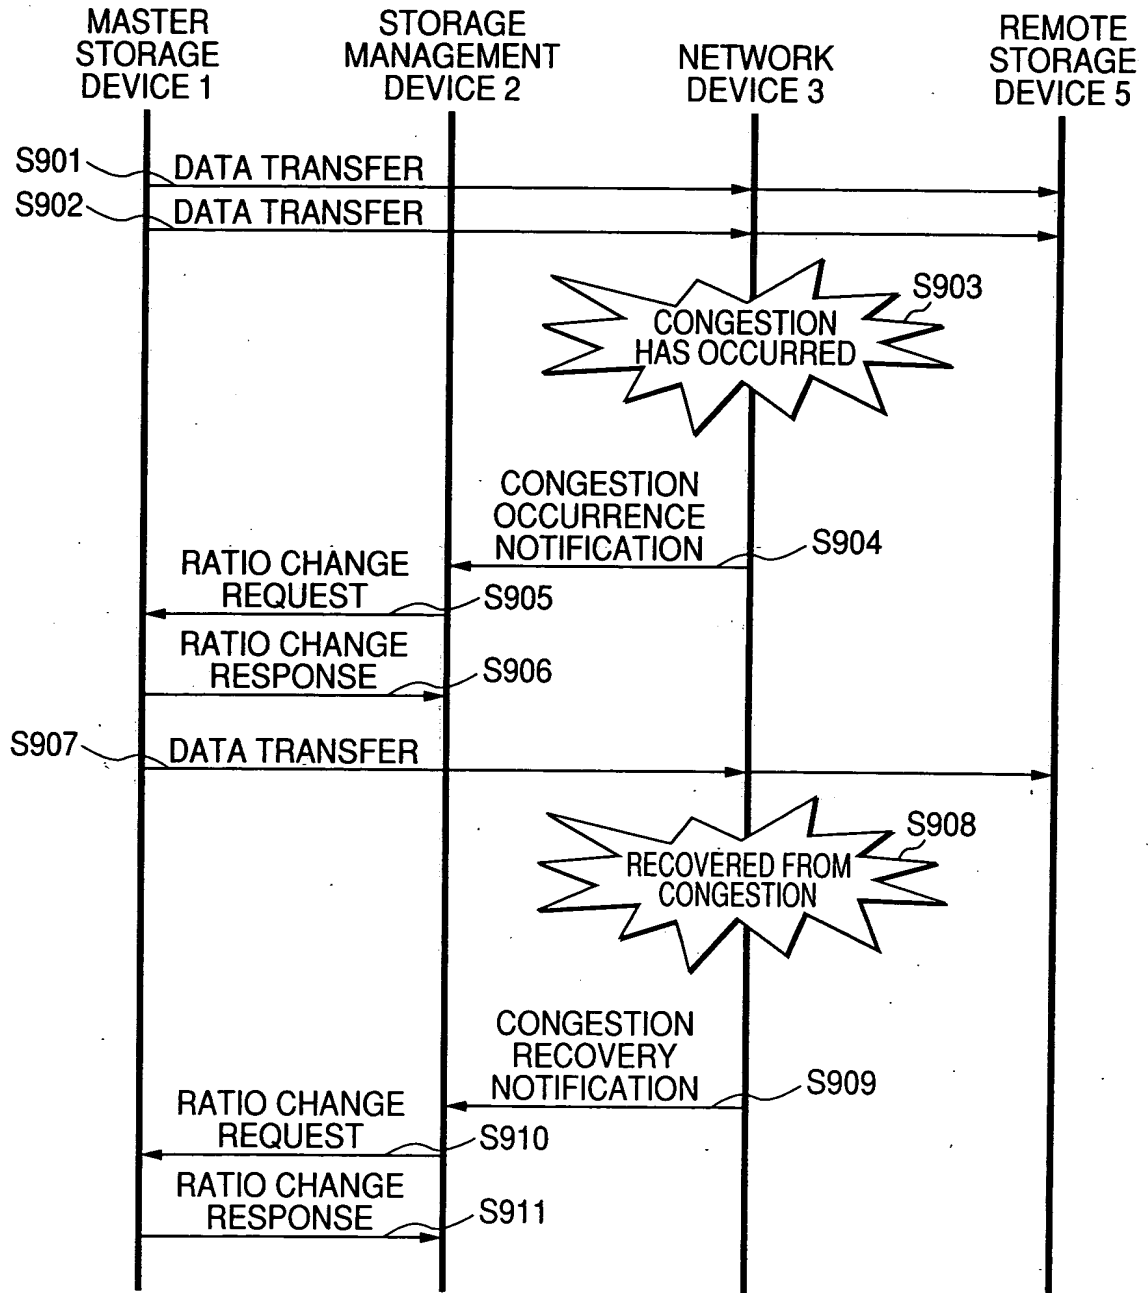 MASTER
STORAGE
DEVICE 1
STORAGE
MANAGEMENT
DEVICE 2
NETWORK
DEVICE 3
REMOTE
STORAGE
DEVICE 5
S901
DATA TRANSFER
S902
DATA TRANSFER
S903
CONGESTION
HAS OCCURRED
CONGESTION
OCCURRENCE
NOTIFICATION
S904
RATIO CHANGE
REQUEST
S905
RATIO CHANGE
RESPONSE
S906
S907
DATA TRANSFER
S908
RECOVERED FROM
CONGESTION
CONGESTION
RECOVERY
NOTIFICATION
S909
RATIO CHANGE
REQUEST
S910
RATIO CHANGE
RESPONSE
S911